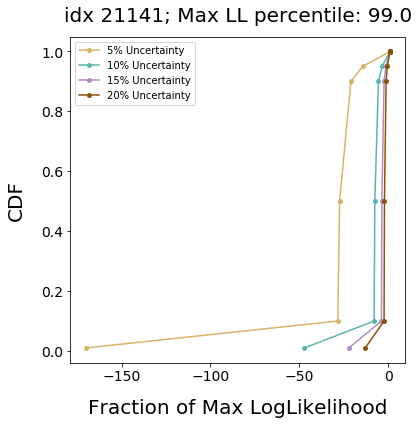 idx 21141; Max LL percentile: 99.0
5% Uncertainty
10% Uncertainty
15% Uncertainty
20% Uncertainty
1.0
0.8
0.6
0.4
0.2
0.0
CDF
−150
−100
−50
0
Fraction of Max LogLikelihood